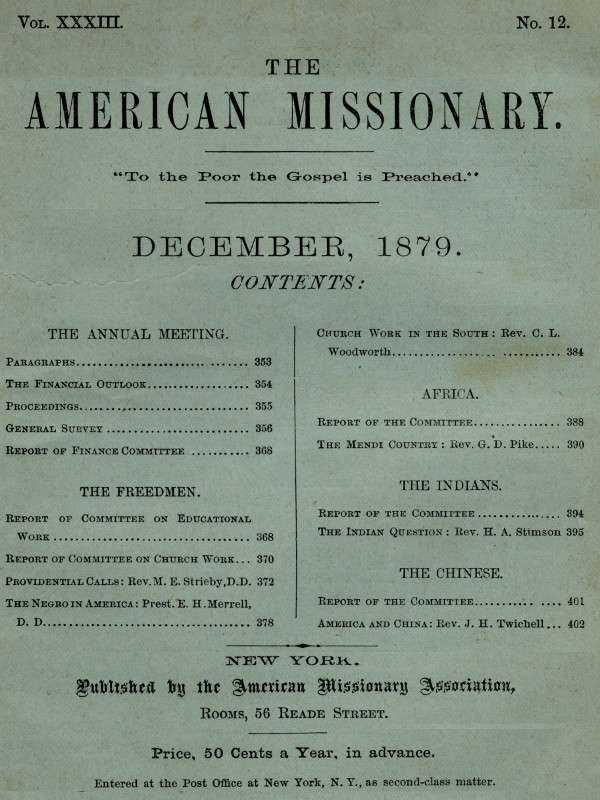 VOL. XXXIII.
No. 12.
THE
AMERICAN MISSIONARY.
“To the Poor the Gospel is Preached.”
DECEMBER, 1879.
CONTENTS:
THE ANNUAL MEETING.
PARAGRAPHS........................ ....... 353
THE FINANCIAL OUTLOOK.................. 354
PROCEEDINGS.............................. 355
GENERAL SURVEY ......................... 356
REPORT OF FINANCE COMMITTEE ........... 368
THE FREEDMEN.
REPORT OF COMMITTEE ON EDUCATIONAL
WORK ................................... 368
REPORT OF COMMITTEE ON CHURCH WORK... 370
PROVIDENTIAL CALLS: Rev. M. E. Strieby, D.D. 372
THE NEGRO IN AMERICA: Prest. E. H. Merrell,
D. D..................................... 378
CHURCH WORK IN THE SOUTH: REV. C. L.
Woodworth.................. ........... 384
AFRICA.
REPORT OF THE COMMITTEE............... 388
THE MENDI COUNTRY: REV. G. D. PIKE..... 390
THE INDIANS.
REPORT OF THE COMMITTEE .............. 394
THE INDIAN QUESTION: REV. H. A. STIMSON 395
THE CHINESE.
REPORT OF THE COMMITTEE........... .... 401
AMERICA AND CHINA: REV. J. H. TWICHELL... 402
NEW YORK.
Published by the American Missionary Association,
ROOMS, 56 READE STREET.
Price, 50 Cents a Year, in advance.
Entered at the Post Office at New York, N. Y., as second-class matter.